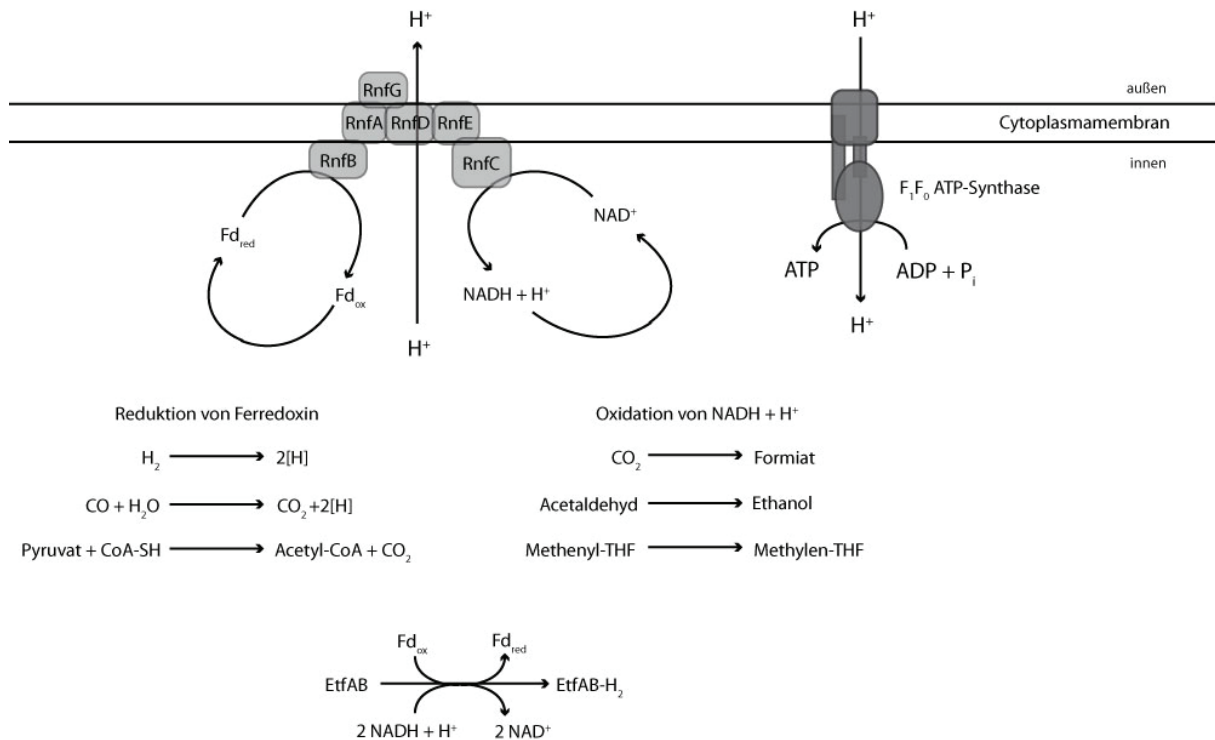 H⁺ H⁺
außen
RnfG
RnfA RnfD RnfE
Cytoplasmamembran
RnfB RnfC
innen
F₁F₀ ATP-Synthase
Fd_red
NAD⁺
Fd_ox
NADH + H⁺
ATP ADP + Pᵢ
H⁺ H⁺
Reduktion von Ferredoxin
H₂ 2[H]
CO + H₂O CO₂ +2[H]
Pyruvat + CoA-SH Acetyl-CoA + CO₂
Oxidation von NADH + H⁺
CO₂ Formiat
Acetaldehyd Ethanol
Methenyl-THF Methylen-THF
Fd_ox Fd_red
EtfAB EtfAB-H₂
2 NADH + H⁺ 2 NAD⁺